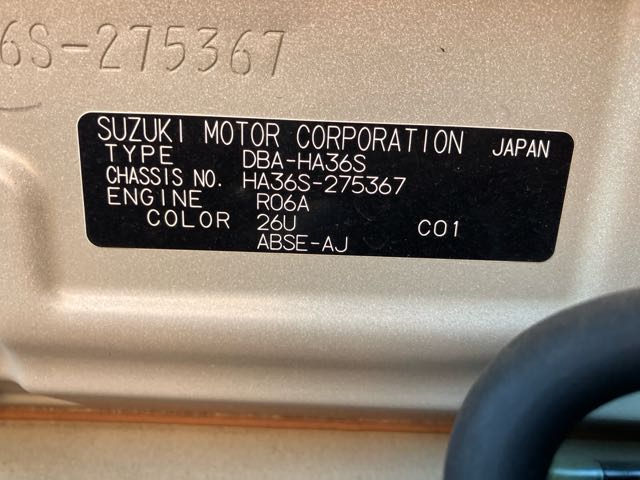 6S-275367
SUZUKI MOTOR CORPORATION JAPAN
TYPE DBA-HA36S
CHASSIS NO. HA36S-275367
ENGINE R06A
COLOR 26U C01
ABSE-AJ